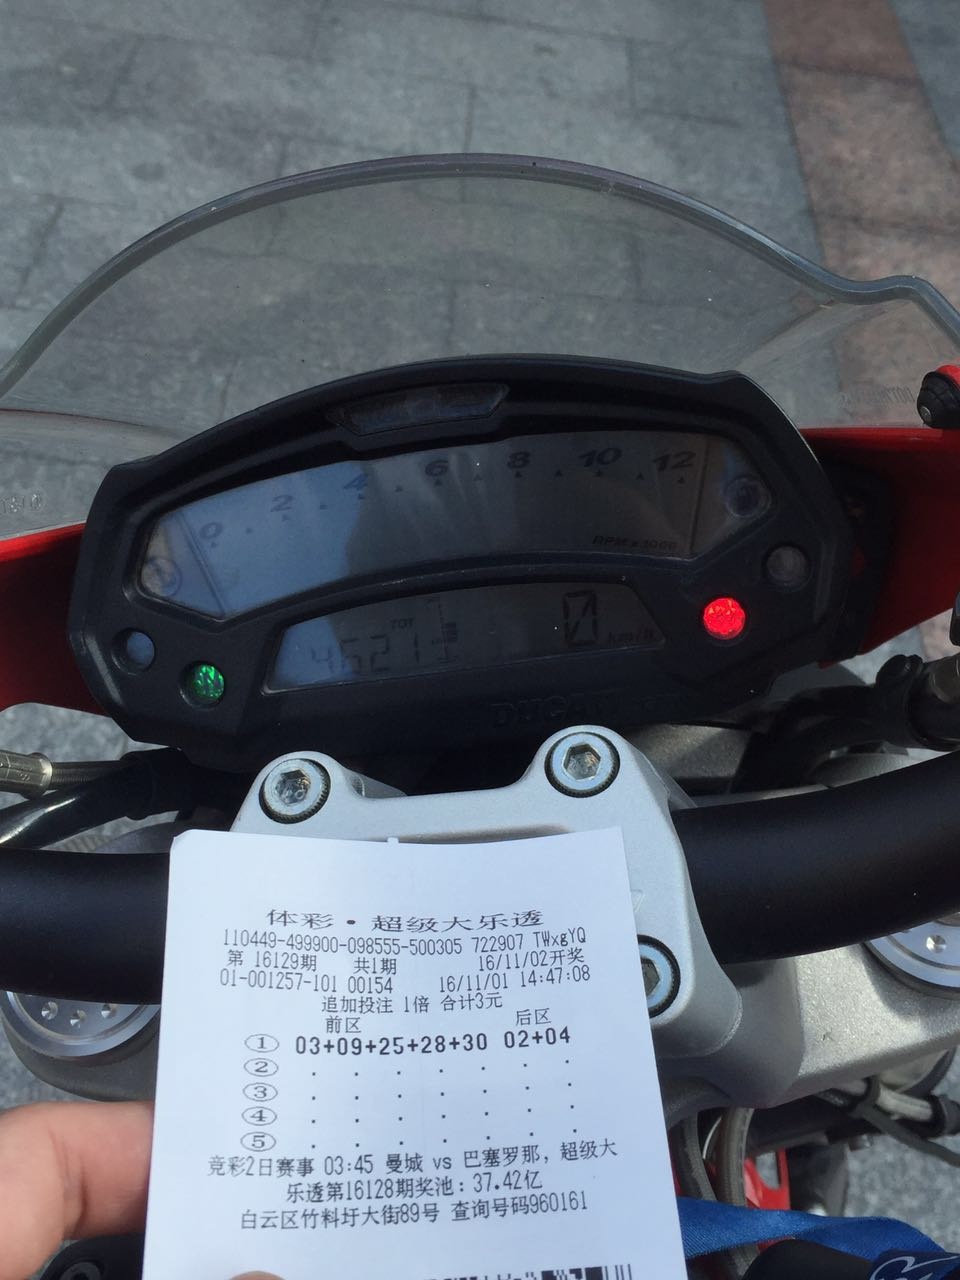 0 2 4 6 8 10 12
RPM x 1000
TOT
45211
0 km/h
DUCATI
体彩·超级大乐透
110449-499900-098555-500305 722907 TWxgYQ
第 16129期 共1期 16/11/02开奖
01-001257-101 00154 16/11/01 14:47:08
追加投注 1倍 合计3元
前区 后区
① 03+09+25+28+30 02+04
②
③
④
⑤
竞彩2日赛事 03:45 曼城 vs 巴塞罗那，超级大
乐透第16128期奖池：37.42亿
白云区竹料圩大街89号 查询号码960161